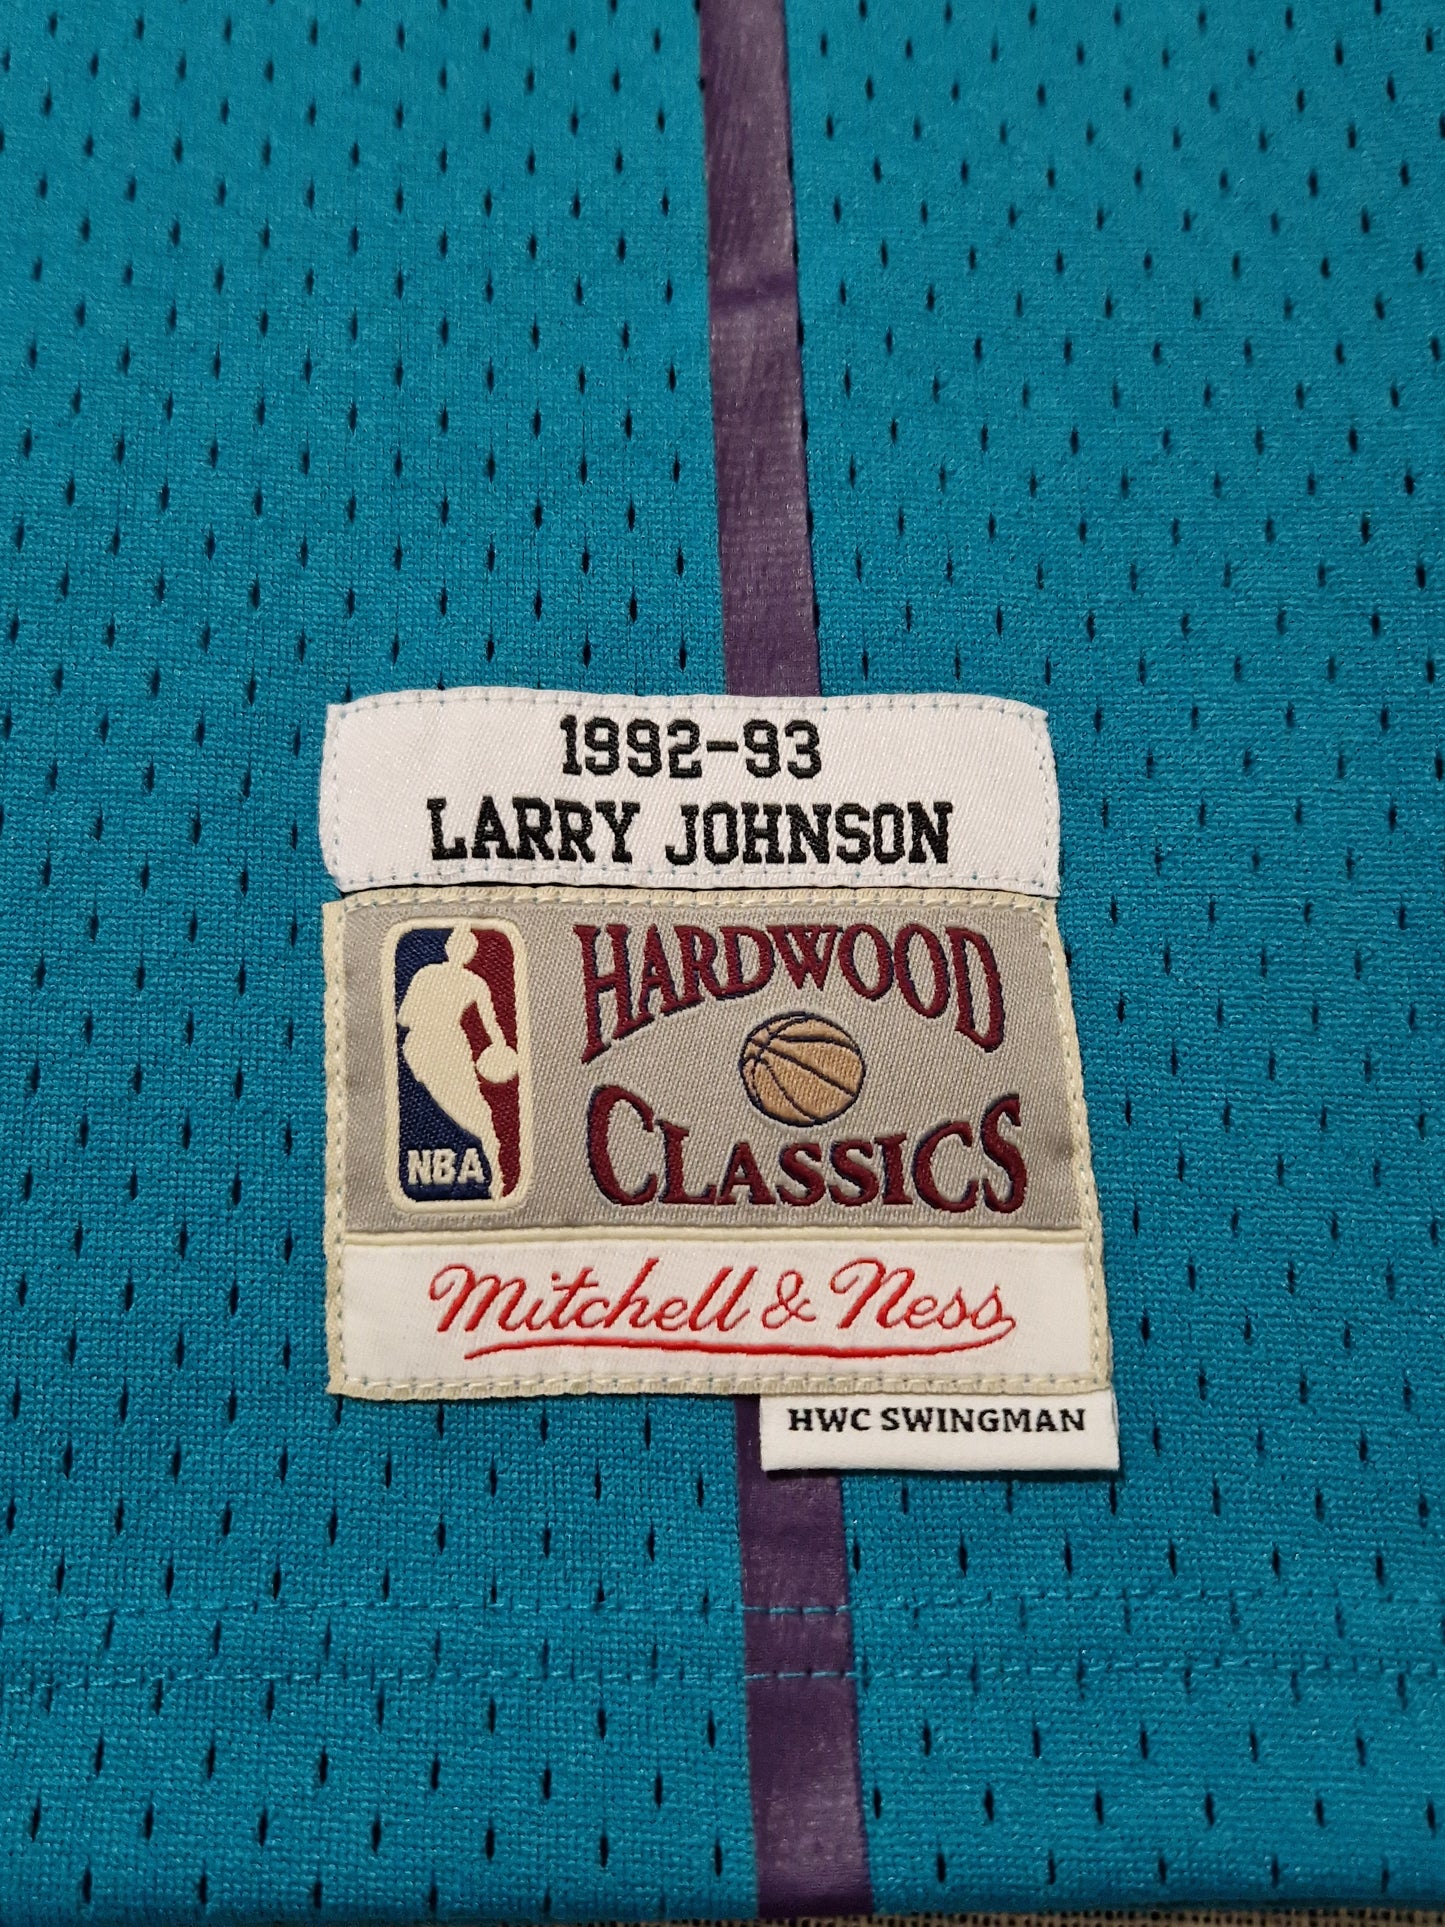 1992-93
LARRY JOHNSON
HARDWOOD
CLASSICS
NBA
Mitchell & Ness
HWC SWINGMAN